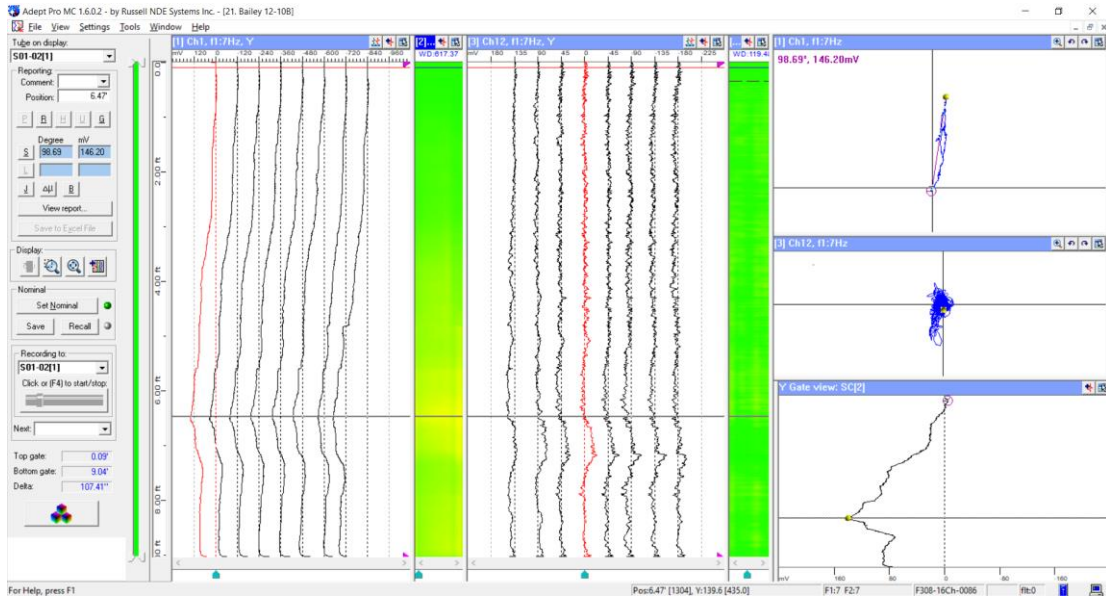 Adept Pro MC 1.6.0.2 - by Russell NDE Systems Inc. - [21. Bailey 12-10B]
File View Settings Tools Window Help
Tube on display:
S01-02[1]
Reporting:
Comment:
Position: 6.47'
P R H U G
Degree mV
S 98.69 146.20
L
J ΔµU B
View report...
Save to Excel File
Display:
Nominal
Set Nominal
Save Recall
Recording to:
S01-02[1]
Click or (F4) to start/stop:
Next:
Top gate: 0.09'
Bottom gate: 9.04'
Delta: 107.41"
[1] Ch1, f1:7Hz, Y
mV 120 0 120 240 360 480 600 720 840 960
0.0
2.00 ft
4.00 ft
6.00 ft
8.00 ft
[2]...
WD:617.37
[3] Ch12, f1:7Hz, Y
mV 180 135 90 45 0 45 90 135 180 225
[...
WD:119.48
[1] Ch1, f1:7Hz
98.69°, 146.20mV
[3] Ch12, f1:7Hz
Y Gate view: SC[2]
mV 160 80 0 -80 -160
For Help, press F1
Pos:6.47' [1304], Y:139.6 [435.0]
F1:7 F2:7
F308-16Ch-0086
flt:0